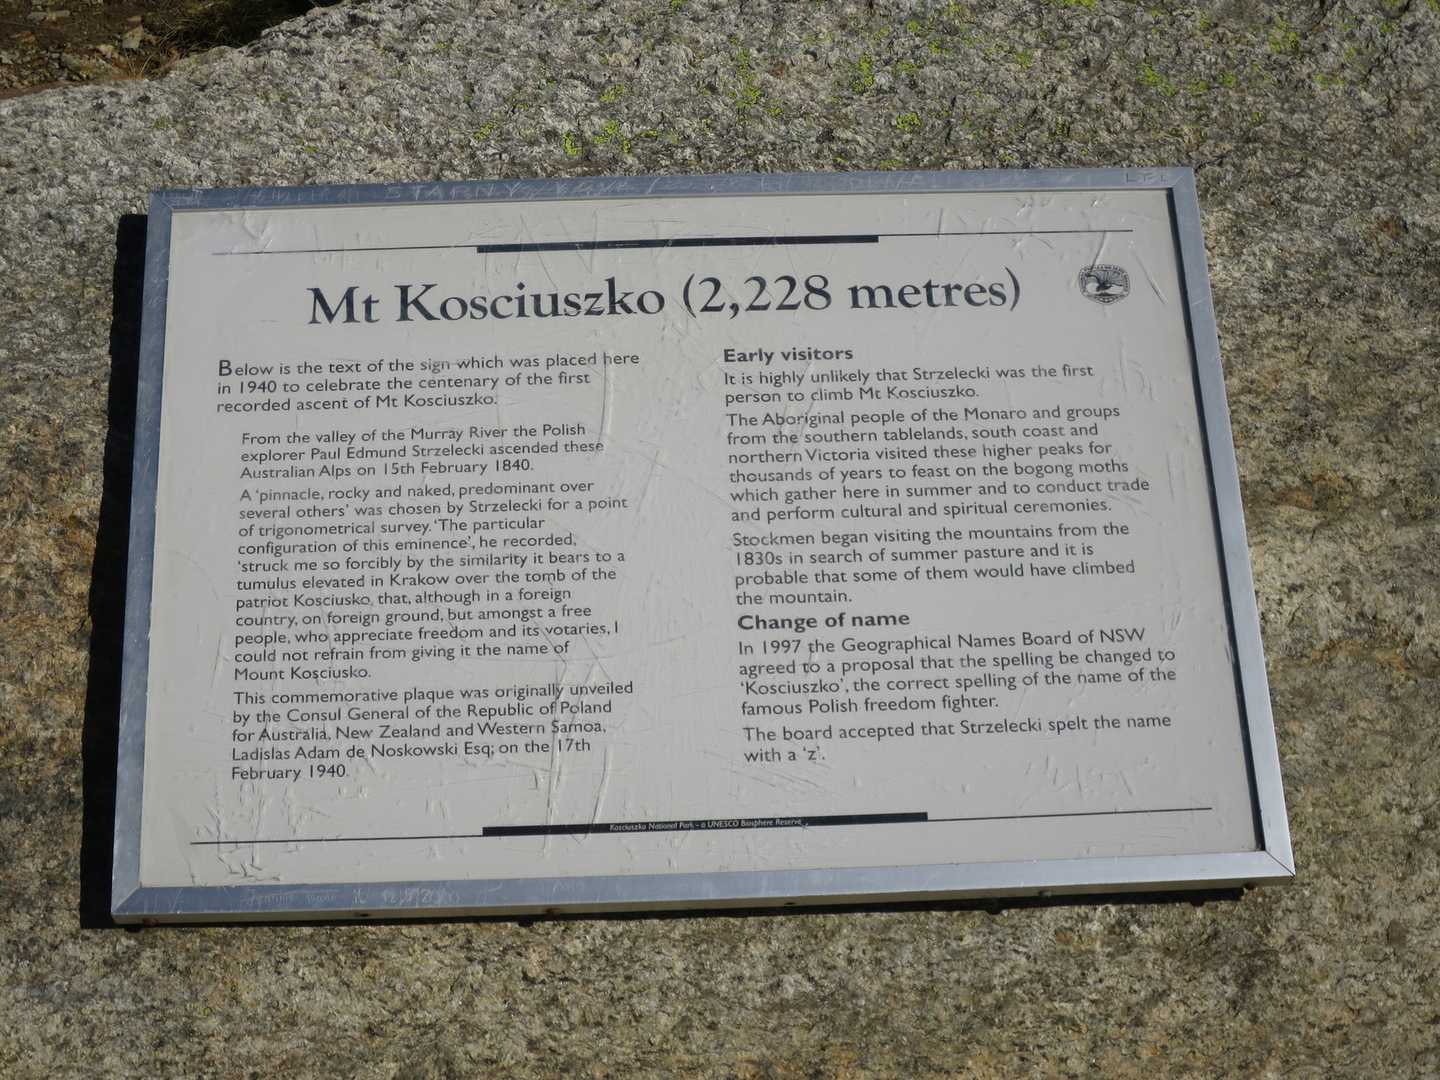 Mt Kosciuszko (2,228 metres)
Below is the text of the sign which was placed here
in 1940 to celebrate the centenary of the first
recorded ascent of Mt Kosciuszko.
From the valley of the Murray River the Polish
explorer Paul Edmund Strzelecki ascended these
Australian Alps on 15th February 1840.
A 'pinnacle, rocky and naked, predominant over
several others' was chosen by Strzelecki for a point
of trigonometrical survey. 'The particular
configuration of this eminence', he recorded,
'struck me so forcibly by the similarity it bears to a
tumulus elevated in Krakow over the tomb of the
patriot Kosciusko, that, although in a foreign
country, on foreign ground, but amongst a free
people, who appreciate freedom and its votaries, I
could not refrain from giving it the name of
Mount Kosciusko.
This commemorative plaque was originally unveiled
by the Consul General of the Republic of Poland
for Australia, New Zealand and Western Samoa,
Ladislas Adam de Noskowski Esq; on the 17th
February 1940.
Early visitors
It is highly unlikely that Strzelecki was the first
person to climb Mt Kosciuszko.
The Aboriginal people of the Monaro and groups
from the southern tablelands, south coast and
northern Victoria visited these higher peaks for
thousands of years to feast on the bogong moths
which gather here in summer and to conduct trade
and perform cultural and spiritual ceremonies.
Stockmen began visiting the mountains from the
1830s in search of summer pasture and it is
probable that some of them would have climbed
the mountain.
Change of name
In 1997 the Geographical Names Board of NSW
agreed to a proposal that the spelling be changed to
'Kosciuszko', the correct spelling of the name of the
famous Polish freedom fighter.
The board accepted that Strzelecki spelt the name
with a 'z'.
Kosciuszko National Park - a UNESCO Biosphere Reserve